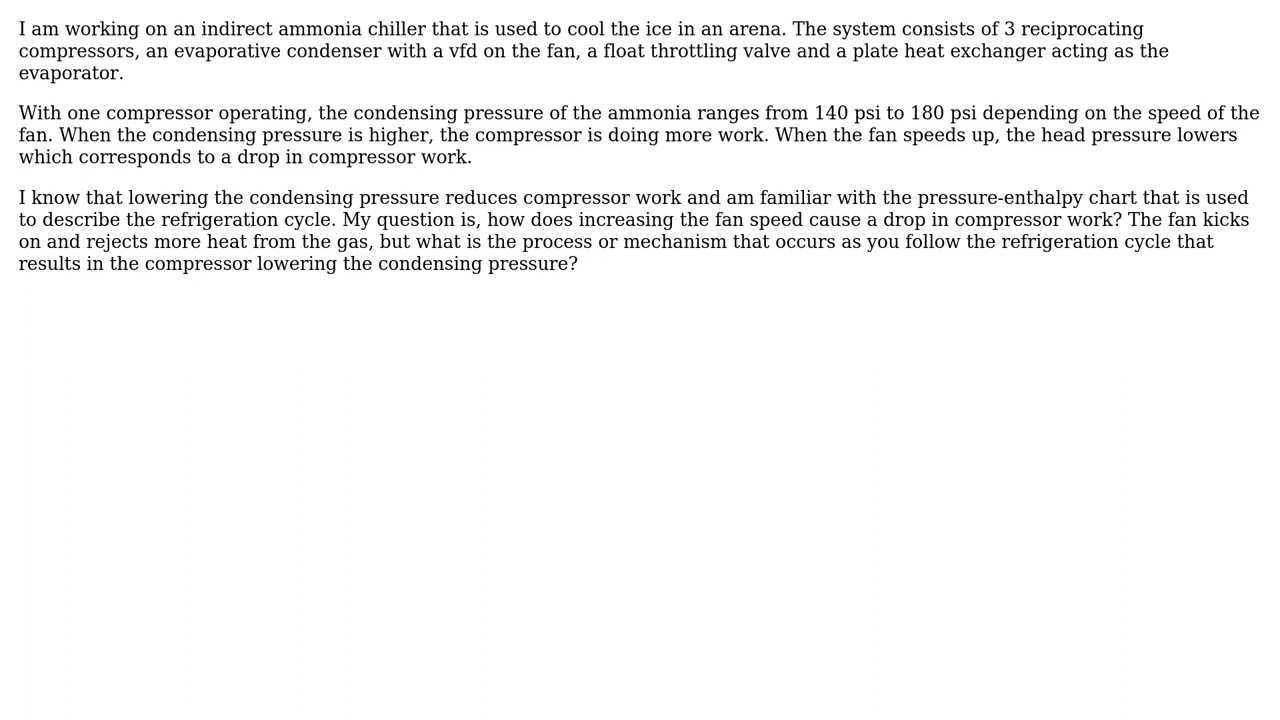 I am working on an indirect ammonia chiller that is used to cool the ice in an arena. The system consists of 3 reciprocating
compressors, an evaporative condenser with a vfd on the fan, a float throttling valve and a plate heat exchanger acting as the
evaporator.
With one compressor operating, the condensing pressure of the ammonia ranges from 140 psi to 180 psi depending on the speed of the
fan. When the condensing pressure is higher, the compressor is doing more work. When the fan speeds up, the head pressure lowers
which corresponds to a drop in compressor work.
I know that lowering the condensing pressure reduces compressor work and am familiar with the pressure-enthalpy chart that is used
to describe the refrigeration cycle. My question is, how does increasing the fan speed cause a drop in compressor work? The fan kicks
on and rejects more heat from the gas, but what is the process or mechanism that occurs as you follow the refrigeration cycle that
results in the compressor lowering the condensing pressure?